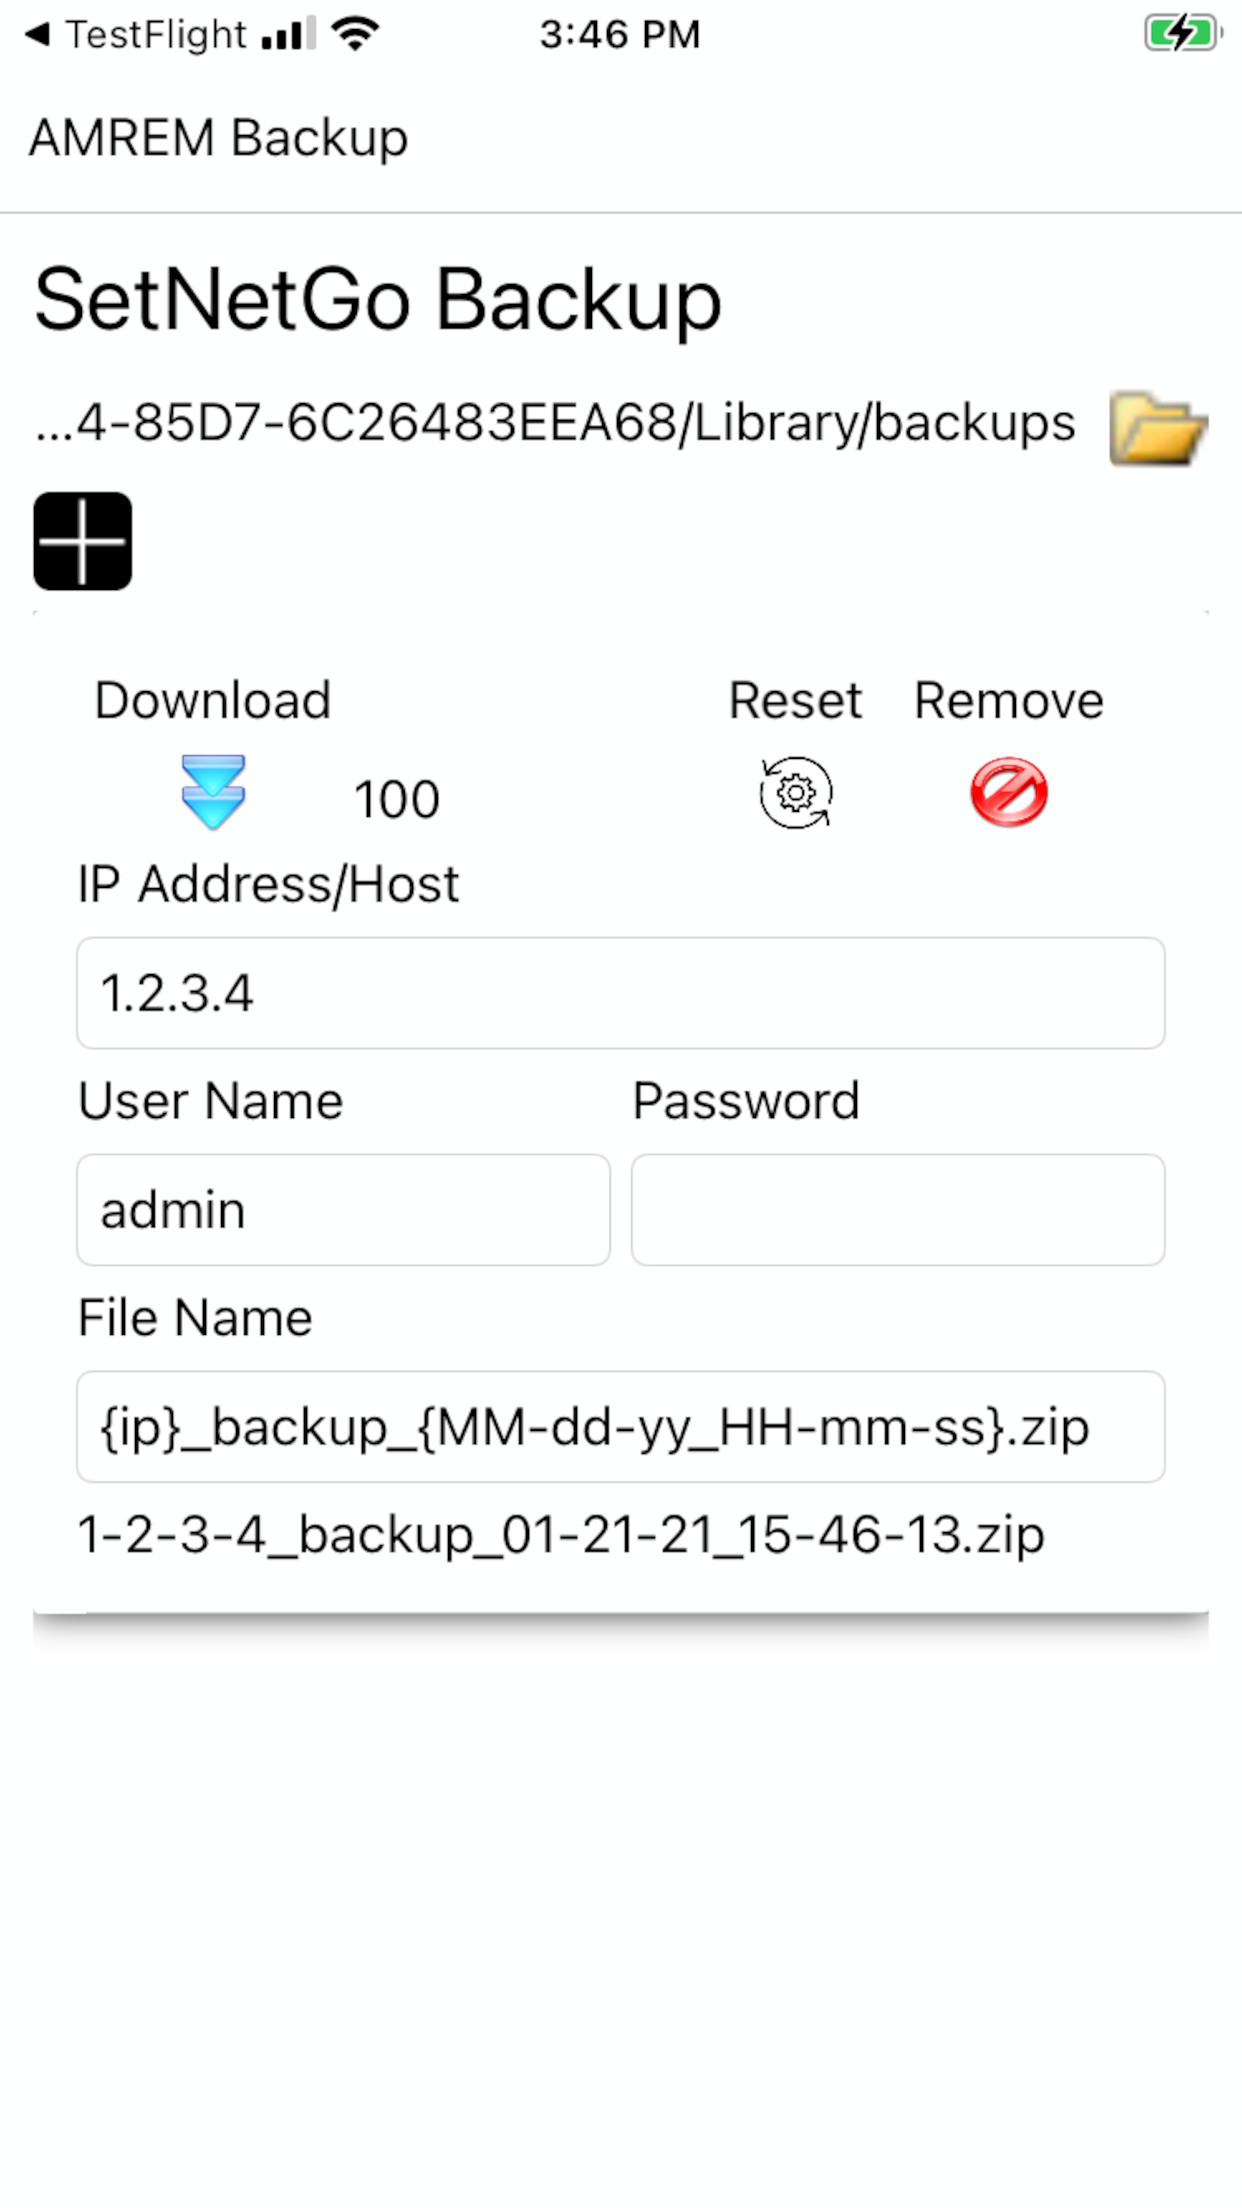 TestFlight 3:46 PM
AMREM Backup
SetNetGo Backup
...4-85D7-6C26483EEA68/Library/backups
Download Reset Remove
100
IP Address/Host
1.2.3.4
User Name Password
admin
File Name
{ip}_backup_{MM-dd-yy_HH-mm-ss}.zip
1-2-3-4_backup_01-21-21_15-46-13.zip